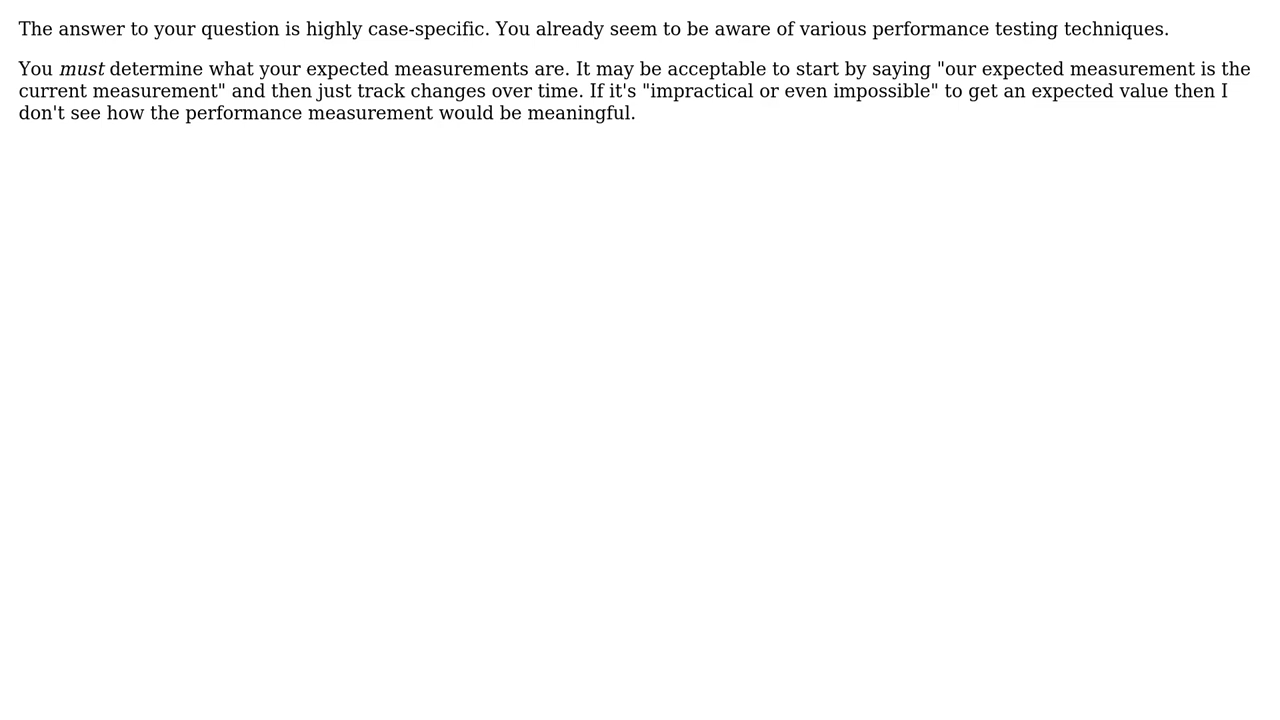 The answer to your question is highly case-specific. You already seem to be aware of various performance testing techniques.
You must determine what your expected measurements are. It may be acceptable to start by saying "our expected measurement is the
current measurement" and then just track changes over time. If it's "impractical or even impossible" to get an expected value then I
don't see how the performance measurement would be meaningful.